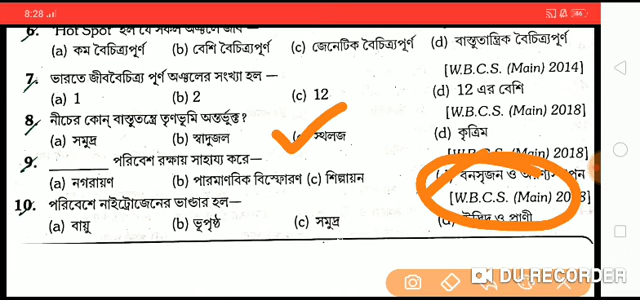 8:28
86
6. 'Hot Spot' হল যে সকল অঞ্চলে জীব—
(a) কম বৈচিত্র্যপূর্ণ (b) বেশি বৈচিত্র্যপূর্ণ (c) জেনেটিক বৈচিত্র্যপূর্ণ (d) বাস্তুতান্ত্রিক বৈচিত্র্যপূর্ণ
[W.B.C.S. (Main) 2014]
7. ভারতে জীববৈচিত্র্য পূর্ণ অঞ্চলের সংখ্যা হল –
(a) 1 (b) 2 (c) 12 (d) 12 এর বেশি
[W.B.C.S. (Main) 2018]
8. নীচের কোন্ বাস্তুতন্ত্রে তৃণভূমি অন্তর্ভুক্ত?
(a) সমুদ্র (b) স্বাদুজল স্থলজ (d) কৃত্রিম
[W.B.C.S. (Main) 2018]
9. ________ পরিবেশ রক্ষায় সাহায্য করে—
(a) নগরায়ন (b) পারমাণবিক বিস্ফোরণ (c) শিল্পায়ন বনসৃজন ও
[W.B.C.S. (Main)
10. পরিবেশে নাইট্রোজেনের ভাণ্ডার হল—
(a) বায়ু (b) ভূপৃষ্ঠ (c) সমুদ্র (d) উদ্ভিদ ও প্রাণী
DU RECORDER